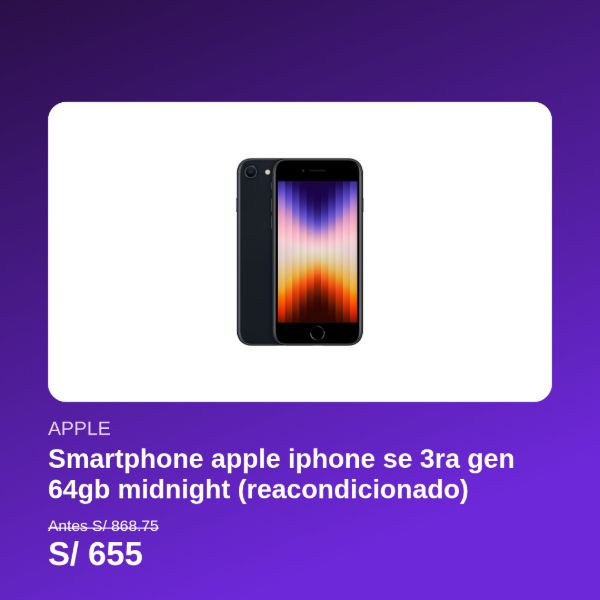 APPLE
Smartphone apple iphone se 3ra gen
64gb midnight (reacondicionado)
Antes S/ 868.75
S/ 655